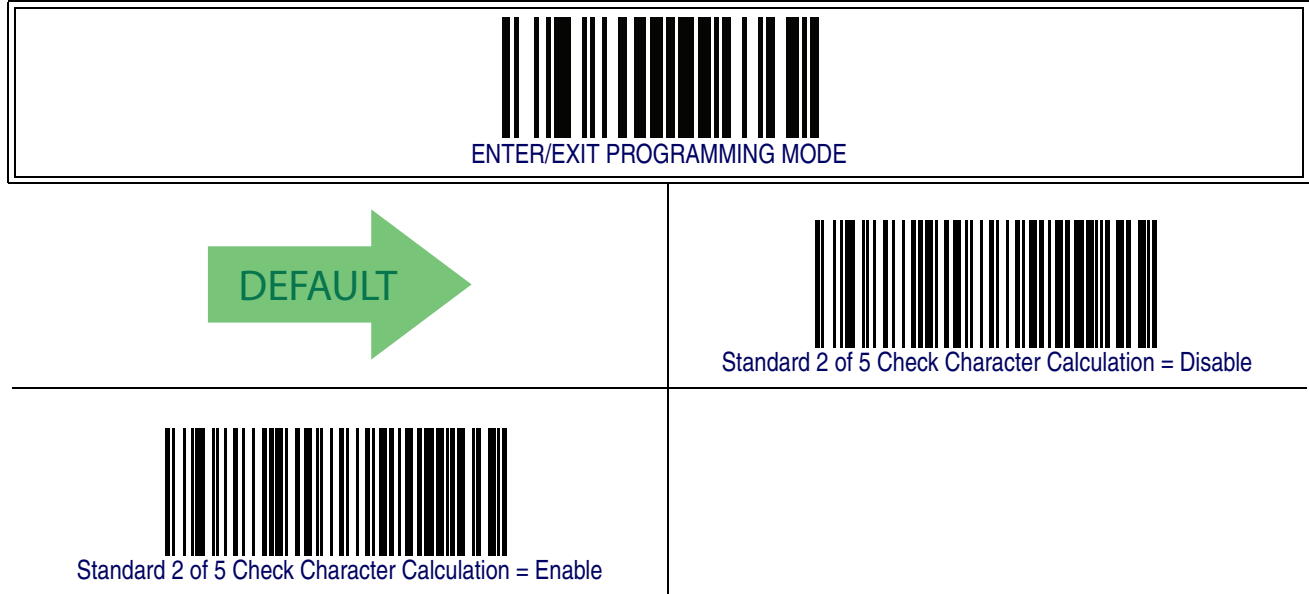 ENTER/EXIT PROGRAMMING MODE
DEFAULT
Standard 2 of 5 Check Character Calculation = Disable
Standard 2 of 5 Check Character Calculation = Enable